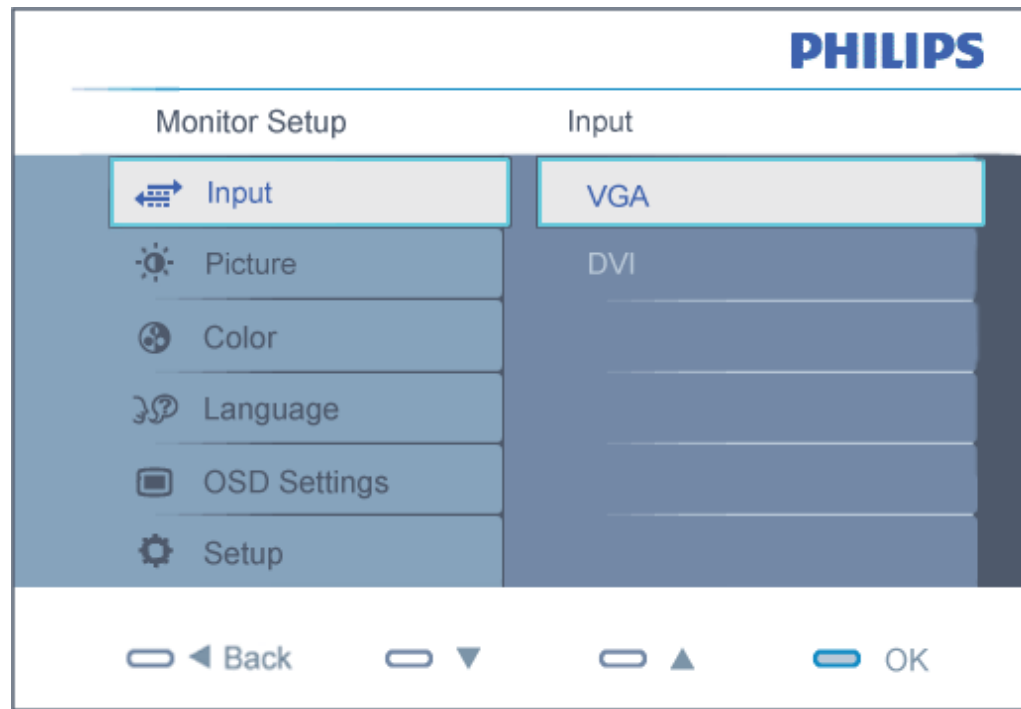 PHILIPS
Monitor Setup Input
Input VGA
Picture DVI
Color
Language
OSD Settings
Setup
Back OK